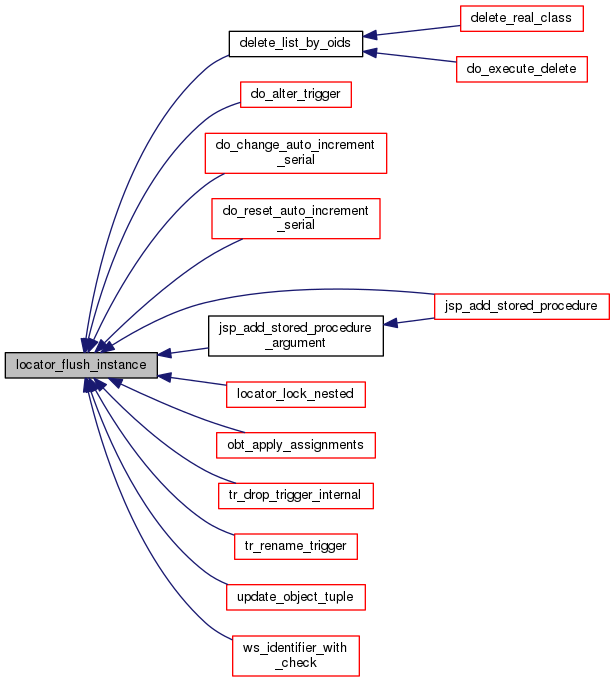 delete_real_class
delete_list_by_oids
do_execute_delete
do_alter_trigger
do_change_auto_increment
_serial
do_reset_auto_increment
_serial
jsp_add_stored_procedure
jsp_add_stored_procedure
_argument
locator_flush_instance
locator_lock_nested
obt_apply_assignments
tr_drop_trigger_internal
tr_rename_trigger
update_object_tuple
ws_identifier_with
_check